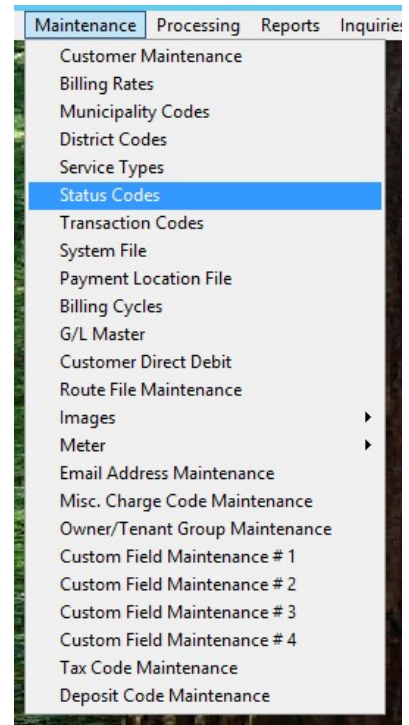 Maintenance Processing Reports Inquiries
Customer Maintenance
Billing Rates
Municipality Codes
District Codes
Service Types
Status Codes
Transaction Codes
System File
Payment Location File
Billing Cycles
G/L Master
Customer Direct Debit
Route File Maintenance
Images
Meter
Email Address Maintenance
Misc. Charge Code Maintenance
Owner/Tenant Group Maintenance
Custom Field Maintenance # 1
Custom Field Maintenance # 2
Custom Field Maintenance # 3
Custom Field Maintenance # 4
Tax Code Maintenance
Deposit Code Maintenance